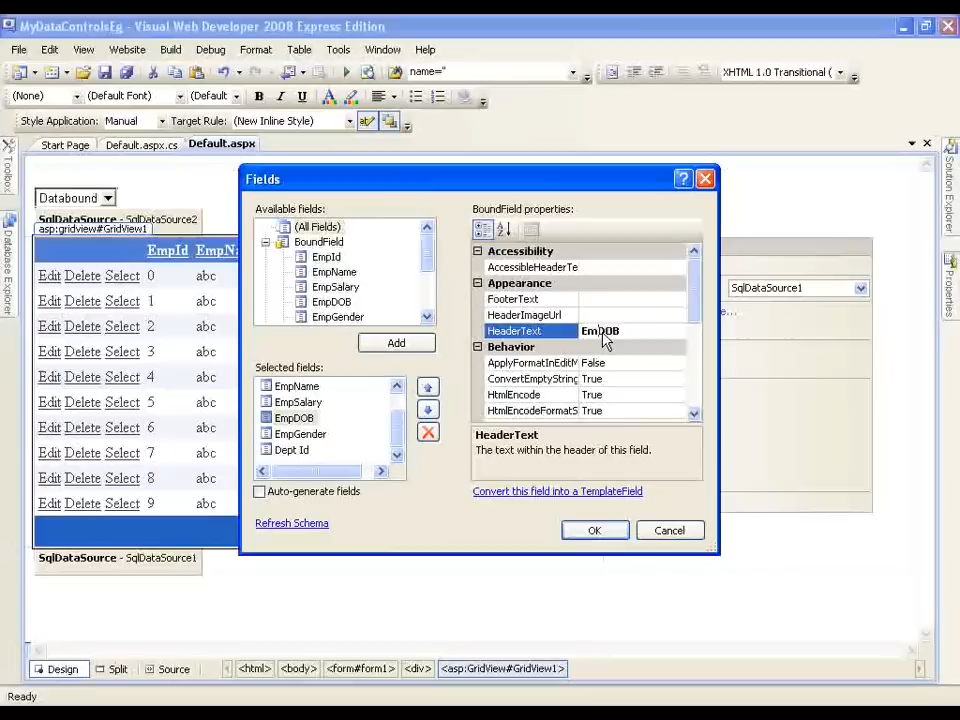 MyDataControlsEg - Visual Web Developer 2008 Express Edition
File Edit View Website Build Debug Format Table Tools Window Help
name="
XHTML 1.0 Transitional (
(None) (Default Font) (Default B I U A
Style Application: Manual Target Rule: (New Inline Style)
Start Page Default.aspx.cs Default.aspx
Toolbox
Database Explorer
Solution Explorer
Properties
Databound
SqlDataSource - SqlDataSource2
asp:gridview#GridView1
EmpId EmpN
Edit Delete Select 0 abc
Edit Delete Select 1 abc
Edit Delete Select 2 abc
Edit Delete Select 3 abc
Edit Delete Select 4 abc
Edit Delete Select 5 abc
Edit Delete Select 6 abc
Edit Delete Select 7 abc
Edit Delete Select 8 abc
Edit Delete Select 9 abc
SqlDataSource - SqlDataSource1
SqlDataSource1
Fields
Available fields:
(All Fields)
BoundField
EmpId
EmpName
EmpSalary
EmpDOB
EmpGender
Add
Selected fields:
EmpName
EmpSalary
EmpDOB
EmpGender
Dept Id
Auto-generate fields
Refresh Schema
BoundField properties:
Accessibility
AccessibleHeaderTe
Appearance
FooterText
HeaderImageUrl
HeaderText EmDOB
Behavior
ApplyFormatInEditM False
ConvertEmptyString True
HtmlEncode True
HtmlEncodeFormatS True
HeaderText
The text within the header of this field.
Convert this field into a TemplateField
OK Cancel
Design Split Source <html> <body> <form#form1> <div> <asp:GridView#GridView1>
Ready